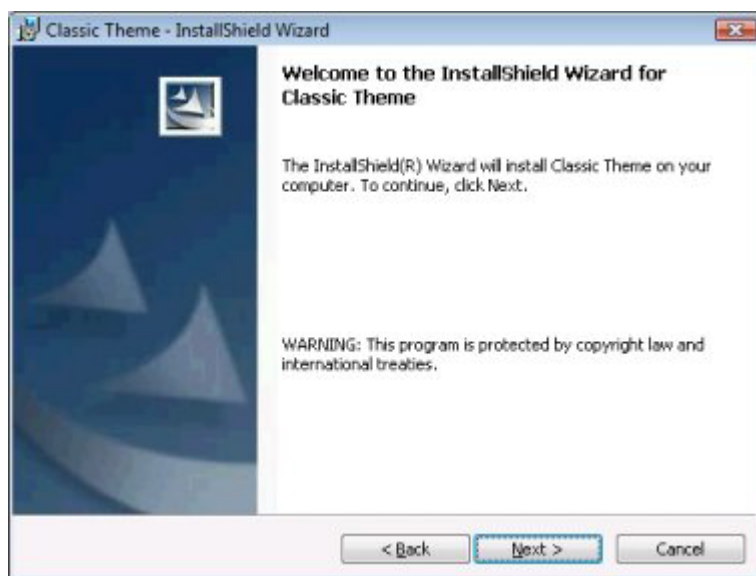 Classic Theme - InstallShield Wizard
Welcome to the InstallShield Wizard for
Classic Theme
The InstallShield(R) Wizard will install Classic Theme on your
computer. To continue, click Next.
WARNING: This program is protected by copyright law and
international treaties.
< Back Next > Cancel